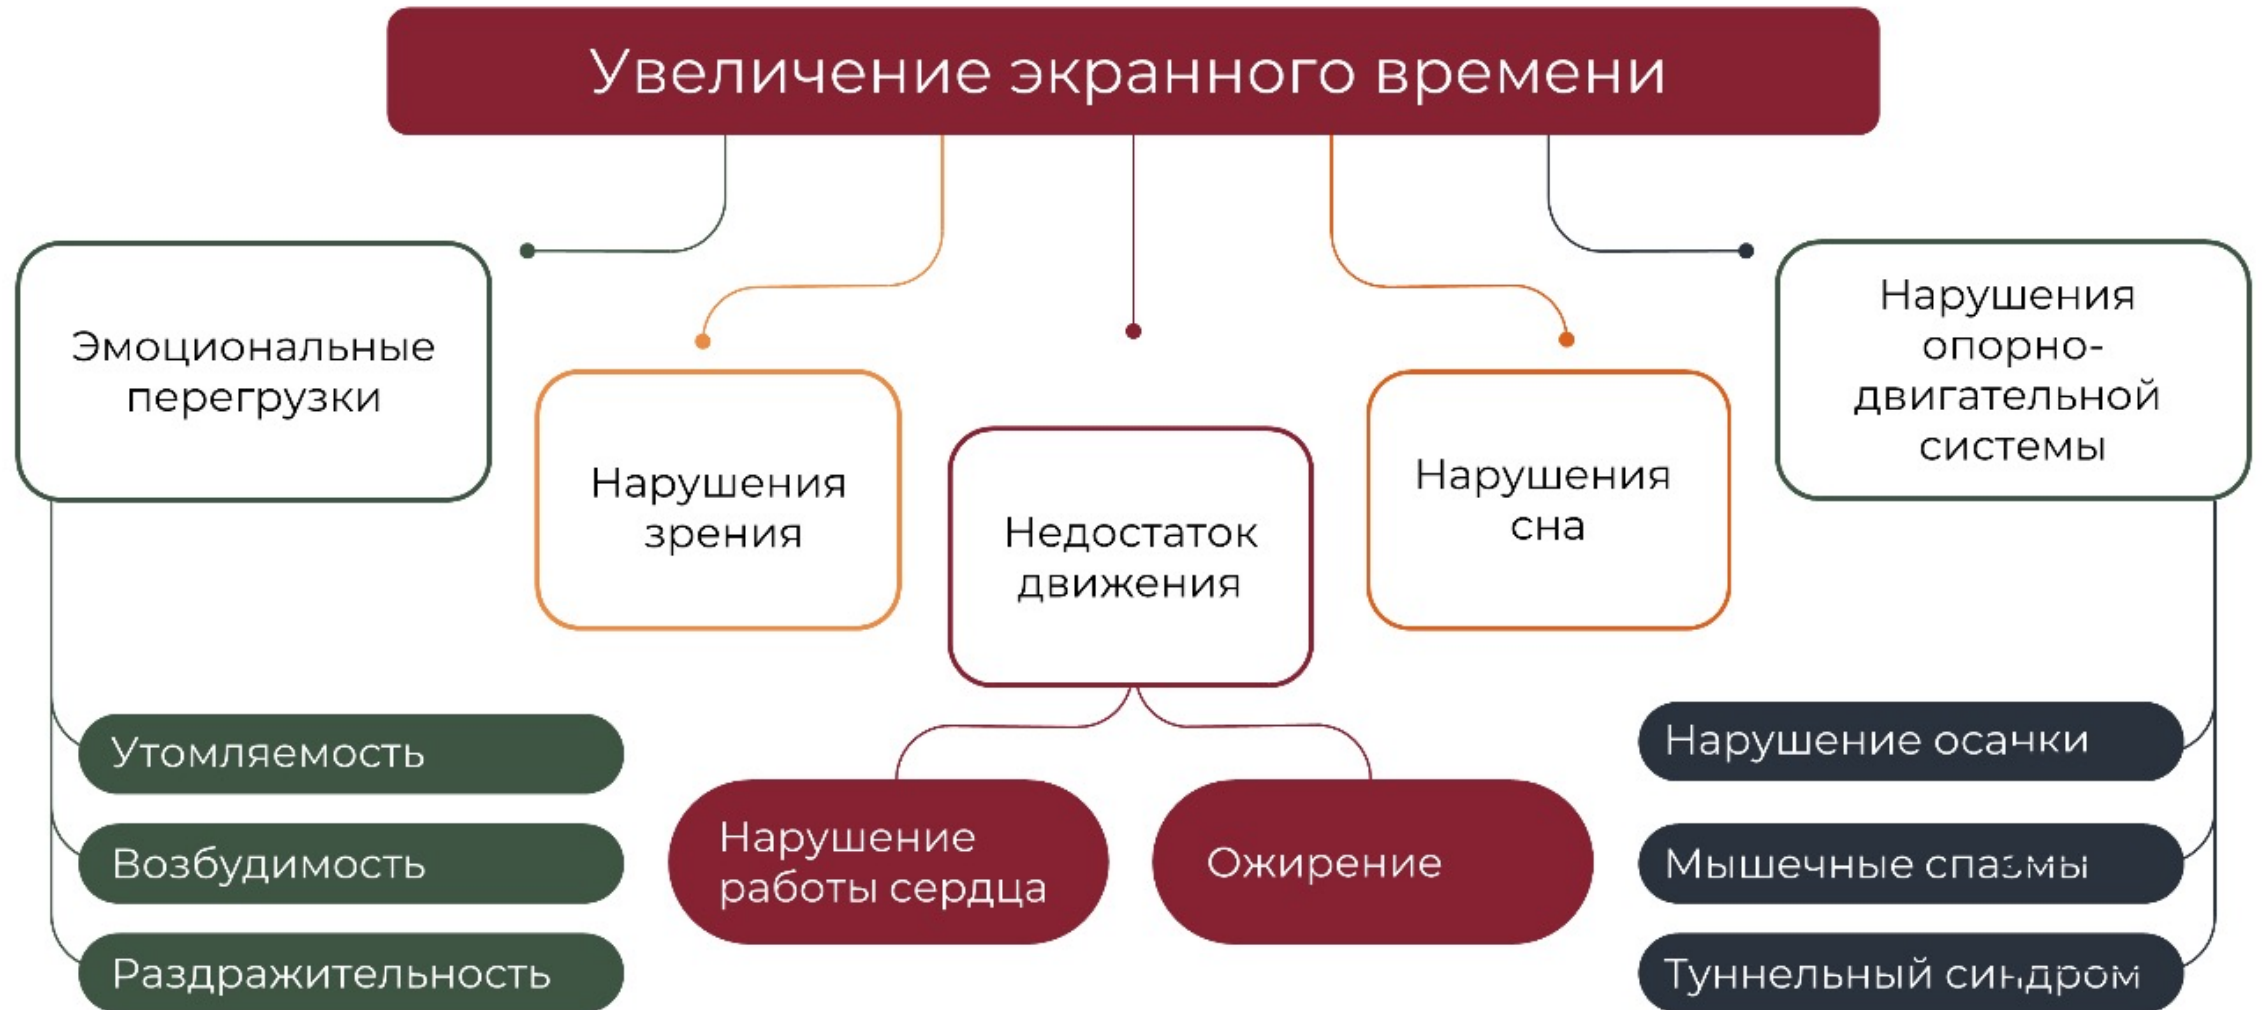 Увеличение экранного времени
Эмоциональные
перегрузки
Нарушения
зрения
Недостаток
движения
Нарушения
сна
Нарушения
опорно-
двигательной
системы
Утомляемость
Возбудимость
Раздражительность
Нарушение
работы сердца
Ожирение
Нарушение осанки
Мышечные спазмы
Туннельный синдром